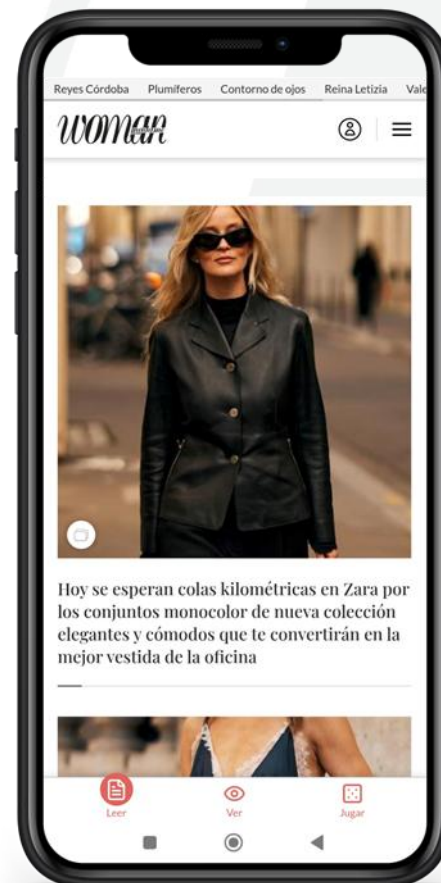 Reyes Córdoba Plumíferos Contorno de ojos Reina Letizia Vale
woman
Hoy se esperan colas kilométricas en Zara por
los conjuntos monocolor de nueva colección
elegantes y cómodos que te convertirán en la
mejor vestida de la oficina
Leer Ver Jugar